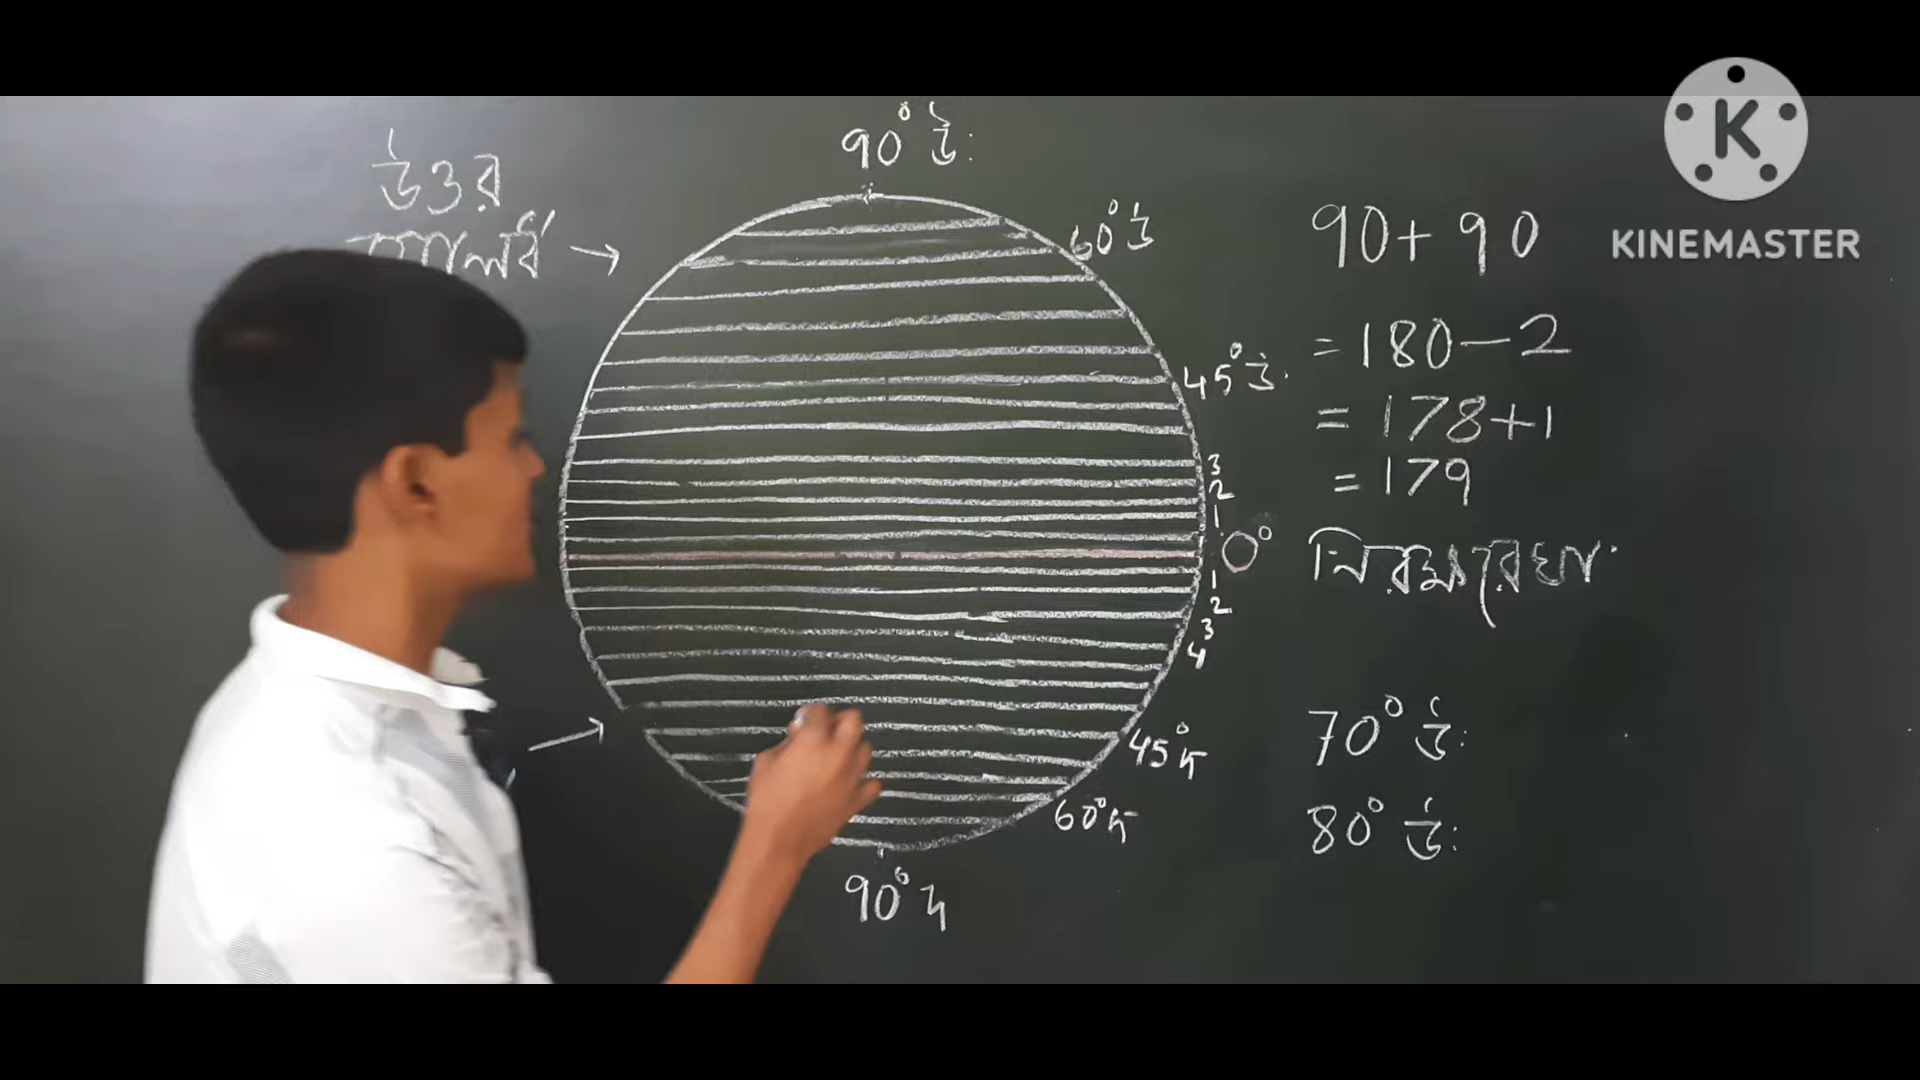 90° উ:
উত্তর
60° উ
90+90
KINEMASTER
=180-2
45° উ:
=178+1
3
=179
2
1
0°
নিরক্ষরেখা
1
2
3
4
70° উ:
45° দ
60° দ
80° উ:
90° দ